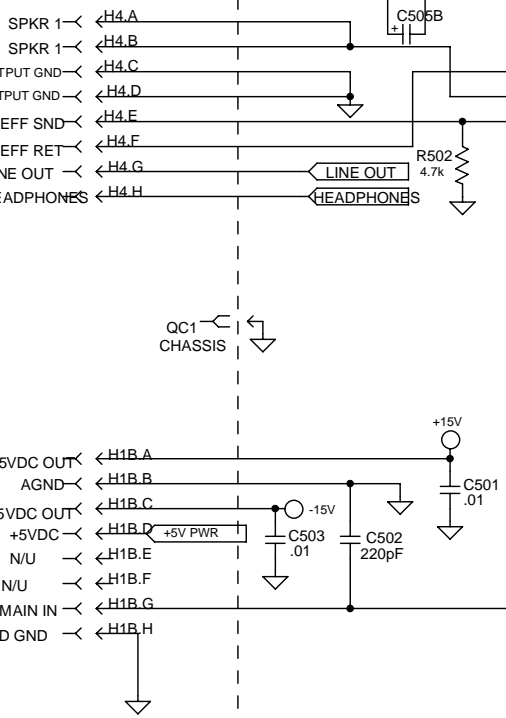 C505B
+
SPKR 1 H4.A
SPKR 1 H4.B
TPUT GND H4.C
TPUT GND H4.D
EFF SND H4.E
EFF RET H4.F
NE OUT H4.G LINE OUT
EADPHONES H4.H HEADPHONES
R502
4.7k
QC1
CHASSIS
+15V
5VDC OUT H1B.A
AGND H1B.B
5VDC OUT H1B.C -15V
+5VDC H1B.D +5V PWR
N/U H1B.E
N/U H1B.F
MAIN IN H1B.G
D GND H1B.H
C501
.01
C503
.01
C502
220pF